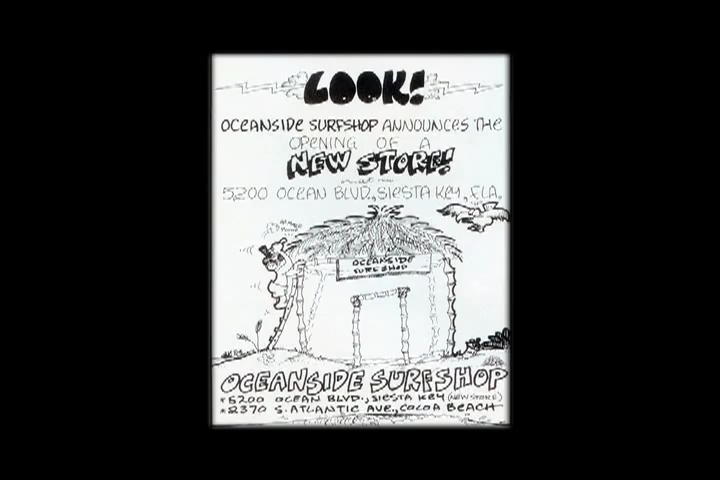 LOOK!
OCEANSIDE SURFSHOP ANNOUNCES THE
OPENING OF A
NEW STORE!
5200 OCEAN BLVD., SIESTA KEY, FLA.
OCEANSIDE
SURFSHOP
OCEANSIDE SURFSHOP
*5200 OCEAN BLVD., SIESTA KEY (NEW STORE)
*2370 S. ATLANTIC AVE., COCOA BEACH